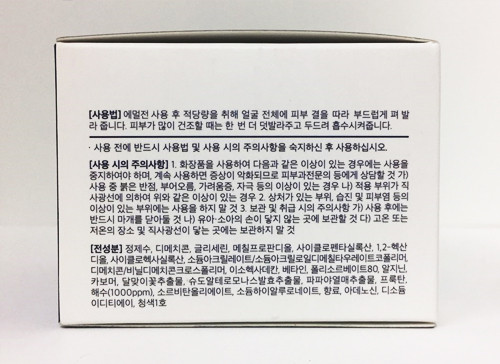 [사용법] 에멀전 사용 후 적당량을 취해 얼굴 전체에 피부 결을 따라 부드럽게 펴 발
라 줍니다. 피부가 많이 건조할 때는 한 번 더 덧발라주고 두드려 흡수시켜줍니다.
· 사용 전에 반드시 사용법 및 사용 시의 주의사항을 숙지하신 후 사용하십시오.
[사용 시의 주의사항] 1. 화장품을 사용하여 다음과 같은 이상이 있는 경우에는 사용을
중지하여야 하며, 계속 사용하면 증상이 악화되므로 피부과전문의 등에게 상담할 것 가)
사용 중 붉은 반점, 부어오름, 가려움증, 자극 등의 이상이 있는 경우 나) 적용 부위가 직
사광선에 의하여 위와 같은 이상이 있는 경우 2. 상처가 있는 부위, 습진 및 피부염 등의
이상이 있는 부위에는 사용을 하지 말 것 3. 보관 및 취급 시의 주의사항 가) 사용 후에는
반드시 마개를 닫아둘 것 나) 유아·소아의 손이 닿지 않는 곳에 보관할 것 다) 고온 또는
저온의 장소 및 직사광선이 닿는 곳에는 보관하지 말 것
[전성분] 정제수, 디메치콘, 글리세린, 메칠프로판디올, 사이클로펜타실록산, 1,2-헥산
디올, 사이클로헥사실록산, 소듐아크릴레이트/소듐아크릴로일디메칠타우레이트코폴리머,
디메치콘/비닐디메치콘크로스폴리머, 이소헥사데칸, 베타인, 폴리소르베이트80, 알지닌,
카보머, 달맞이꽃추출물, 슈도알테로모나스발효추출물, 파파야열매추출물, 프룩탄,
해수(1000ppm), 소르비탄올리에이트, 소듐하이알루로네이트, 향료, 아데노신, 디소듐
이디티에이, 청색1호